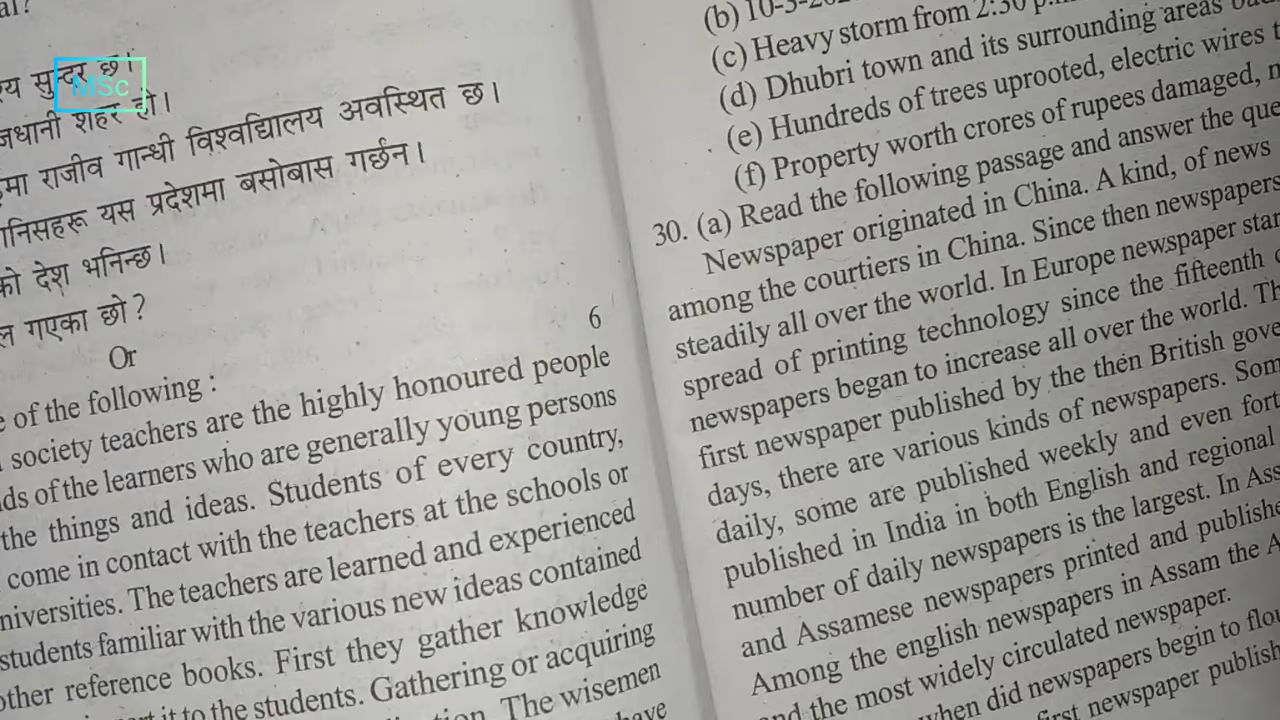 सुन्दर छ।
MSc
शहर हो।
राजीव गान्धी विश्वविद्यिालय अवस्थित छ।
यस प्रदेशमा बसोबास गर्छन।
को देश भनिन्छ।
गएका छो?
Or
of the following :
6
society teachers are the highly honoured people
of the learners who are generally young persons
the things and ideas. Students of every country,
come in contact with the teachers at the schools or
The teachers are learned and experienced
students familiar with the various new ideas contained
other reference books. First they gather knowledge
it to the students. Gathering or acquiring
The wisemen
have
(b)
(c) Heavy storm from 2:30
(d) Dhubri town and its surrounding areas
(e) Hundreds of trees uprooted, electric wires
(f) Property worth crores of rupees damaged,
30. (a) Read the following passage and answer the
Newspaper originated in China. A kind, of news
among the courtiers in China. Since then newspapers
steadily all over the world. In Europe newspaper
spread of printing technology since the fifteenth
newspapers began to increase all over the world.
first newspaper published by the then British
days, there are various kinds of newspapers.
daily, some are published weekly and even
published in India in both English and regional
number of daily newspapers is the largest. In
and Assamese newspapers printed and
Among the english newspapers in Assam the
and the most widely circulated newspaper.
when did newspapers begin to
first newspaper